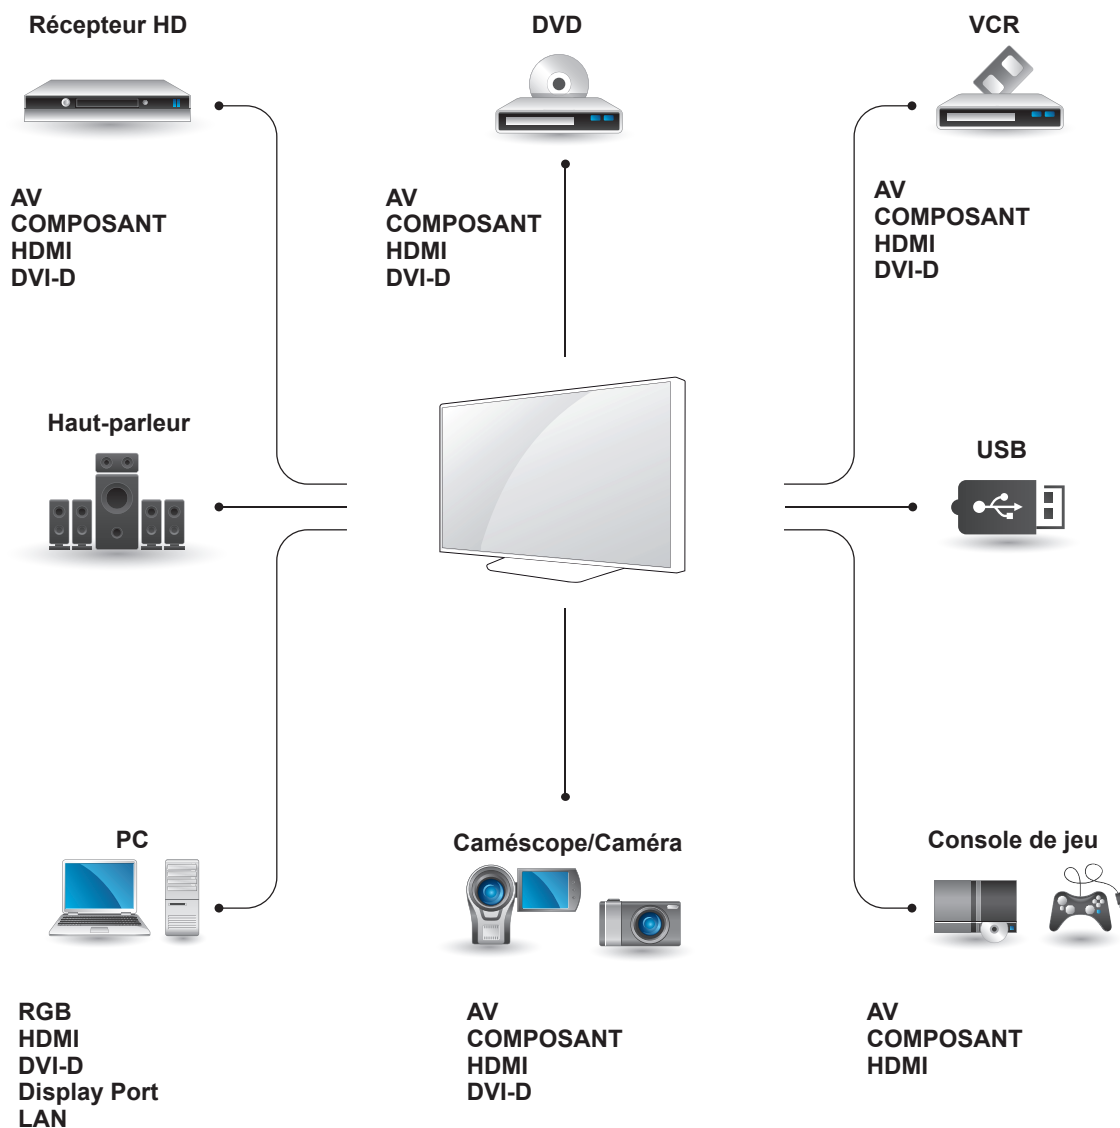 Récepteur HD
AV
COMPOSANT
HDMI
DVI-D
DVD
AV
COMPOSANT
HDMI
DVI-D
VCR
AV
COMPOSANT
HDMI
DVI-D
Haut-parleur
USB
PC
RGB
HDMI
DVI-D
Display Port
LAN
Caméscope/Caméra
AV
COMPOSANT
HDMI
DVI-D
Console de jeu
AV
COMPOSANT
HDMI